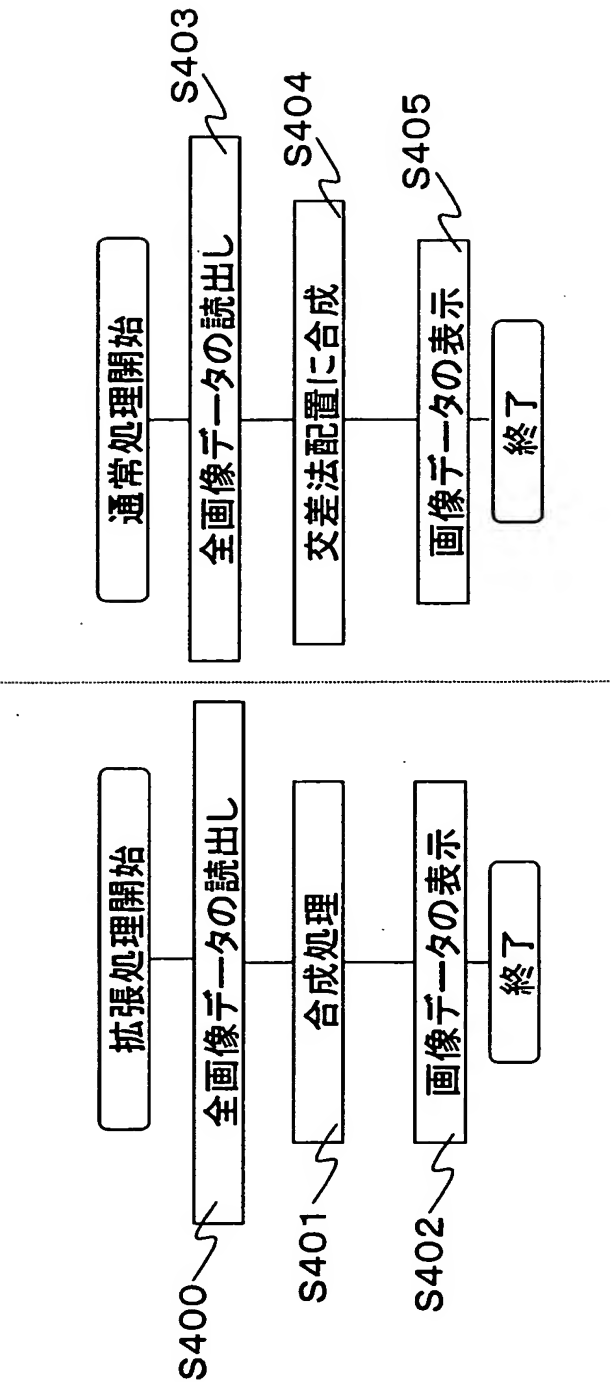 拡張処理開始
全画像データの読出し
S400
合成処理
S401
画像データの表示
S402
終了
通常処理開始
全画像データの読出し
S403
交差法配置に合成
S404
画像データの表示
S405
終了